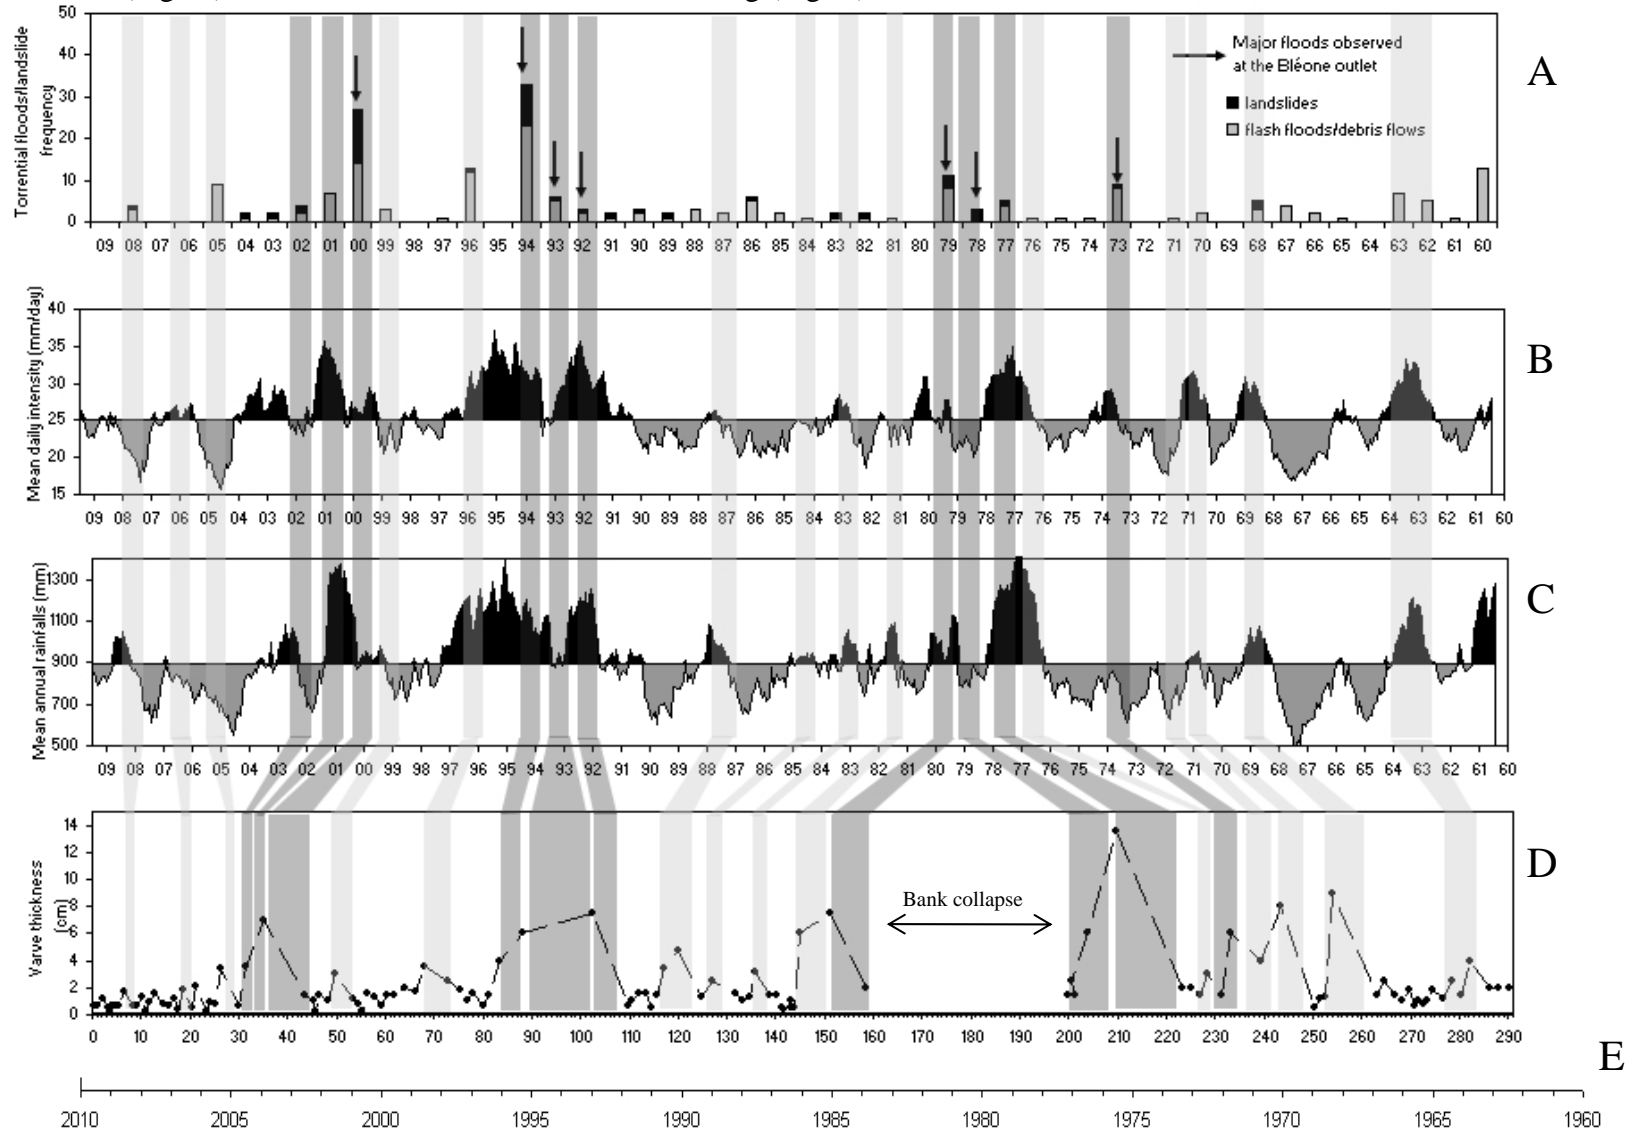 50
40
30
20
10
0
Torrential floods/landslide
frequency
Major floods observed
at the Bléone outlet
landslides
flash floods/debris flows
A
09 08 07 06 05 04 03 02 01 00 99 98 97 96 95 94 93 92 91 90 89 88 87 86 85 84 83 82 81 80 79 78 77 76 75 74 73 72 71 70 69 68 67 66 65 64 63 62 61 60
40
35
30
25
20
15
Mean daily intensity (mm/day)
B
09 08 07 06 05 04 03 02 01 00 99 98 97 96 95 94 93 92 91 90 89 88 87 86 85 84 83 82 81 80 79 78 77 76 75 74 73 72 71 70 69 68 67 66 65 64 63 62 61 60
1300
1100
900
700
500
Mean annual rainfalls (mm)
C
09 08 07 06 05 04 03 02 01 00 99 98 97 96 95 94 93 92 91 90 89 88 87 86 85 84 83 82 81 80 79 78 77 76 75 74 73 72 71 70 69 68 67 66 65 64 63 62 61 60
14
12
10
8
6
4
2
0
Varve thickness
(cm)
Bank collapse
D
0 10 20 30 40 50 60 70 80 90 100 110 120 130 140 150 160 170 180 190 200 210 220 230 240 250 260 270 280 290
E
2010 2005 2000 1995 1990 1985 1980 1975 1970 1965 1960